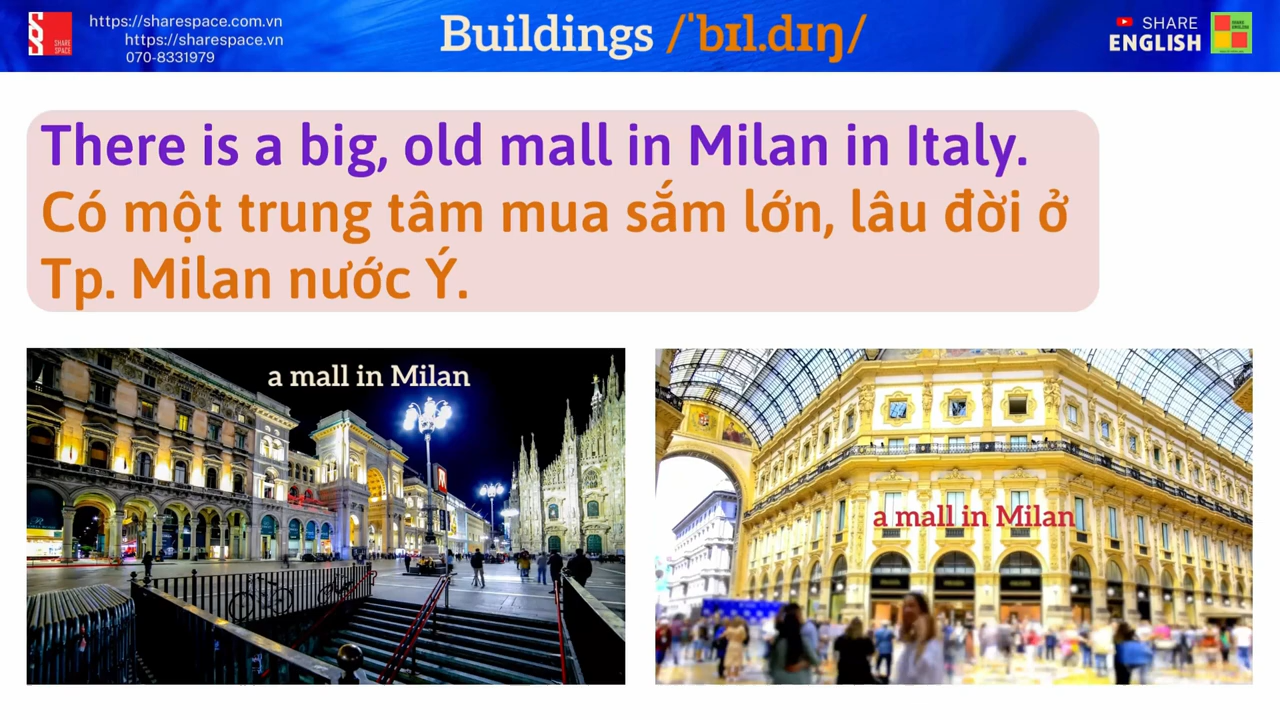 https://sharespace.com.vn
https://sharespace.vn
070-8331979
SHARE
SPACE
Buildings /ˈbɪl.dɪŋ/
SHARE
ENGLISH
There is a big, old mall in Milan in Italy.
Có một trung tâm mua sắm lớn, lâu đời ở
Tp. Milan nước Ý.
a mall in Milan
a mall in Milan